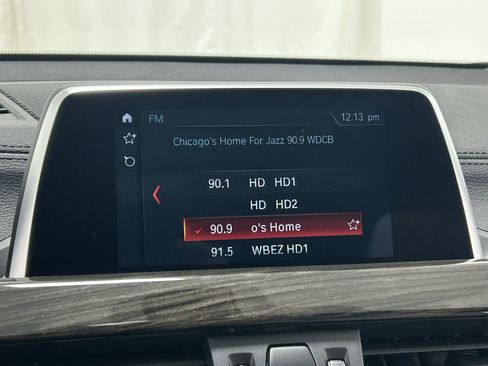 FM
12:13 pm
Chicago's Home For Jazz 90.9 WDCB
90.1 HD HD1
HD HD2
90.9 o's Home
91.5 WBEZ HD1